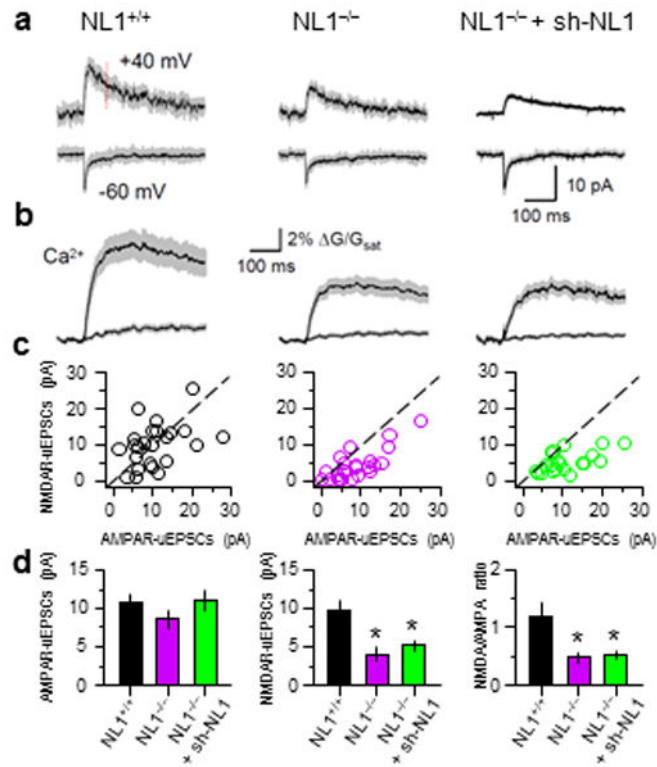 a NL1+/+ NL1-/- NL1-/- + sh-NL1
+40 mV
-60 mV
10 pA
100 ms
b
Ca2+
2% ΔG/Gsat
100 ms
c
NMDAR-uEPSCs (pA)
30
20
10
0
0 10 20 30
AMPAR-uEPSCs (pA)
NMDAR-uEPSCs (pA)
30
20
10
0
0 10 20 30
AMPAR-uEPSCs (pA)
NMDAR-uEPSCs (pA)
30
20
10
0
0 10 20 30
AMPAR-uEPSCs (pA)
d
AMPAR-uEPSCs (pA)
15
10
5
0
NL1+/+
NL1-/-
NL1-/-
+ sh-NL1
NMDAR-uEPSCs (pA)
15
10
5
0
* *
NL1+/+
NL1-/-
NL1-/-
+ sh-NL1
NMDA/AMPA ratio
2
1
0
* *
NL1+/+
NL1-/-
NL1-/-
+ sh-NL1